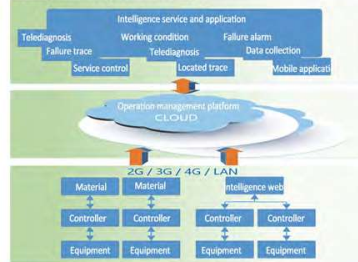 Intelligence service and application
Telediagnosis Working condition Failure alarm
Failure trace Telediagnosis Data collection
Service control Located trace Mobile applicati
Operation management platform
CLOUD
2G / 3G / 4G / LAN
Material Material ntelligence web
Controller Controller Controller Controller
Equipment Equipment Equipment Equipment